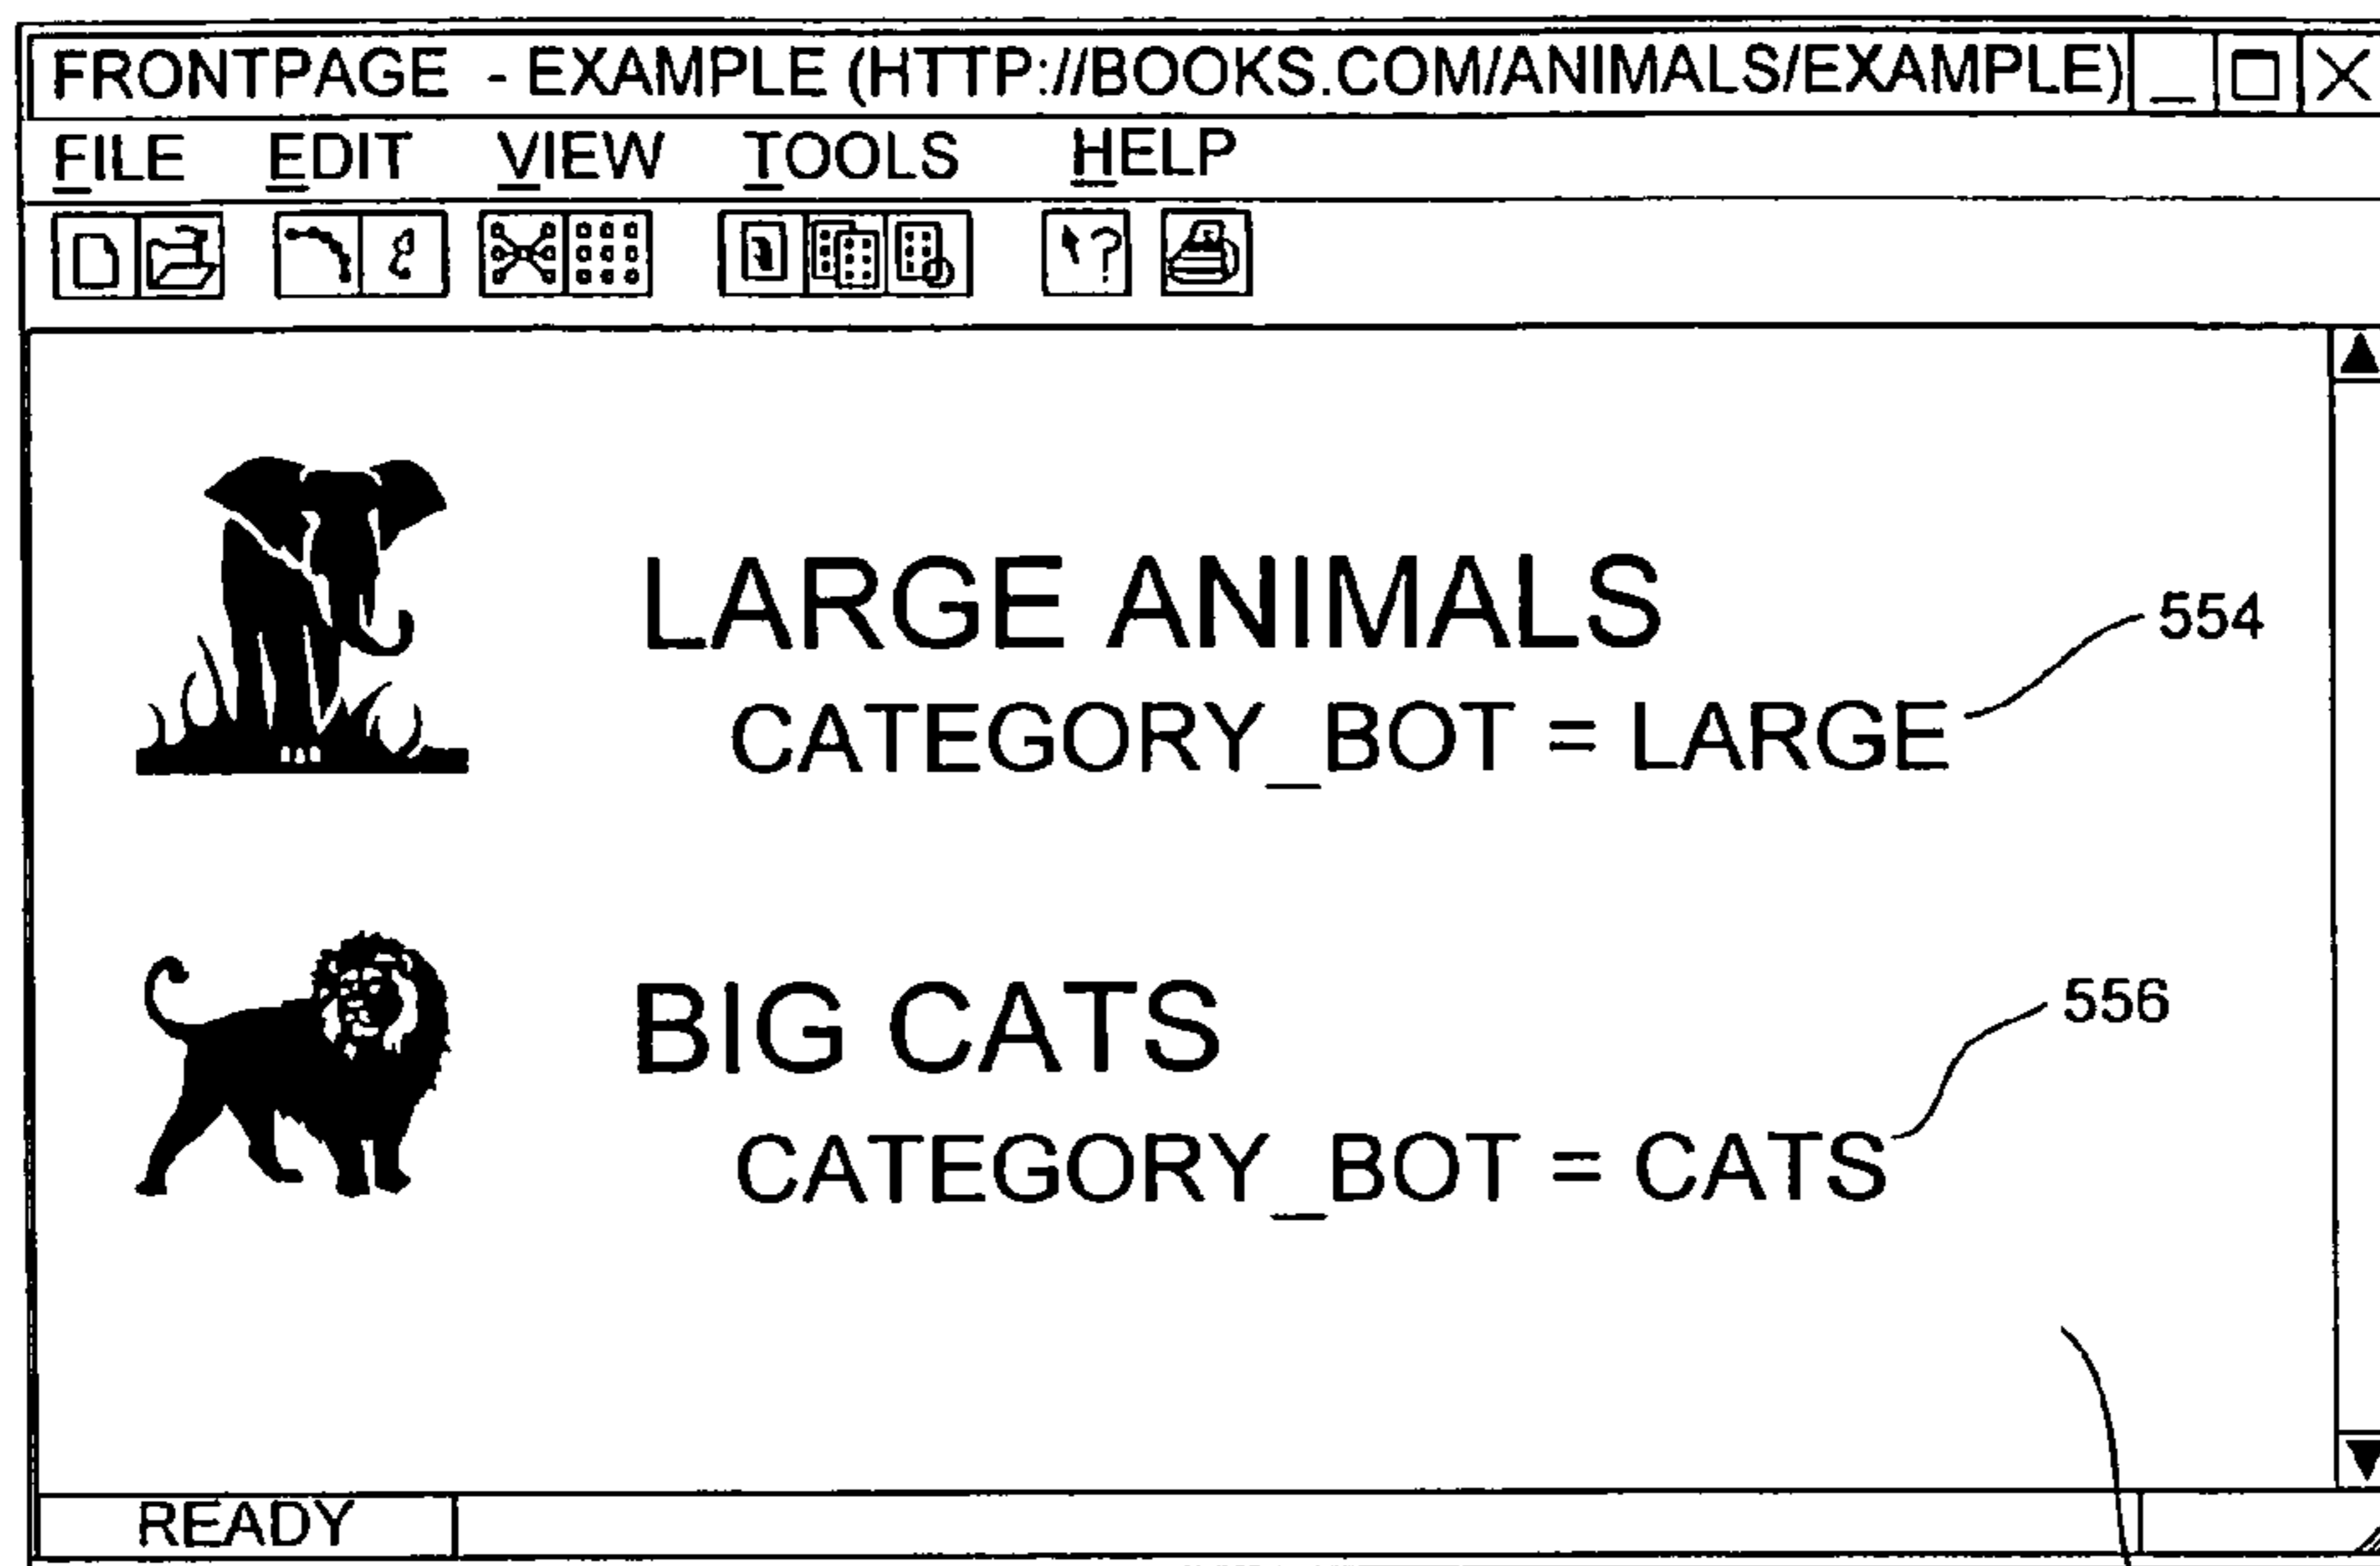 FRONTPAGE - EXAMPLE (HTTP://BOOKS.COM/ANIMALS/EXAMPLE)
FILE EDIT VIEW TOOLS HELP
LARGE ANIMALS
554
CATEGORY_BOT = LARGE
BIG CATS
556
CATEGORY_BOT = CATS
READY